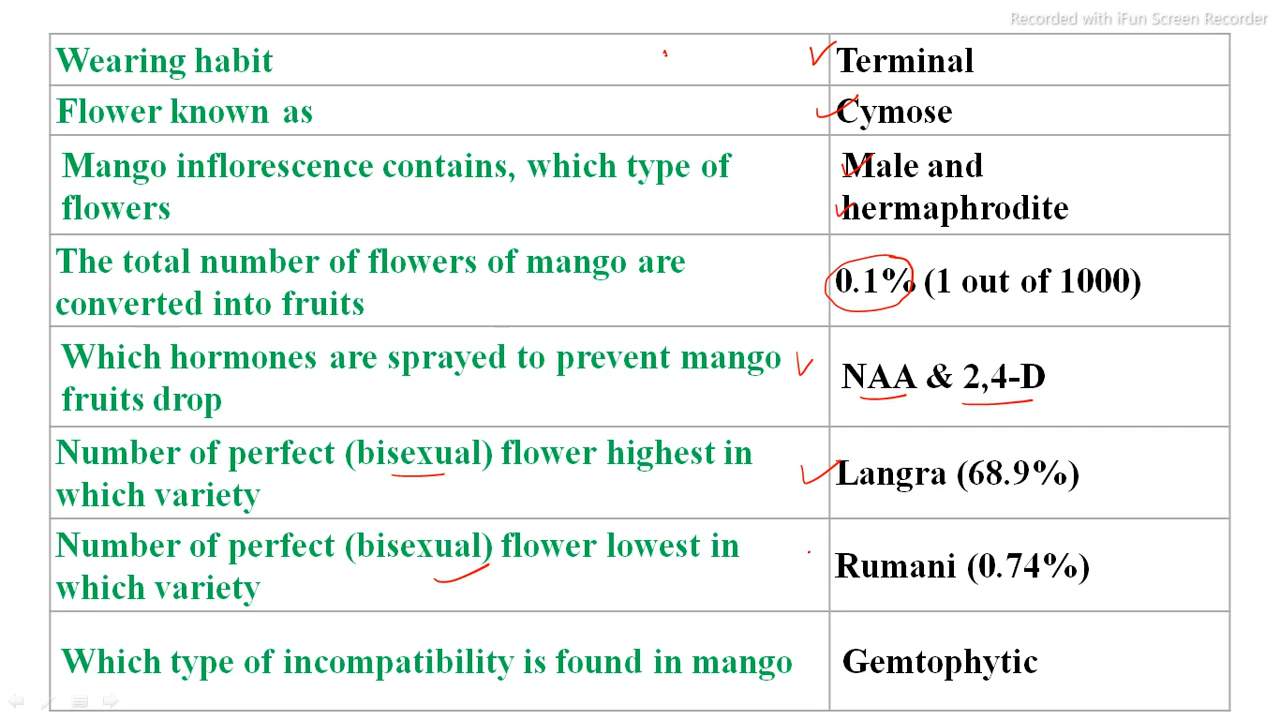 Recorded with iFun Screen Recorder
Wearing habit
Terminal
Flower known as
Cymose
Mango inflorescence contains, which type of
flowers
Male and
hermaphrodite
The total number of flowers of mango are
converted into fruits
0.1% (1 out of 1000)
Which hormones are sprayed to prevent mango
fruits drop
NAA & 2,4-D
Number of perfect (bisexual) flower highest in
which variety
Langra (68.9%)
Number of perfect (bisexual) flower lowest in
which variety
Rumani (0.74%)
Which type of incompatibility is found in mango
Gemtophytic